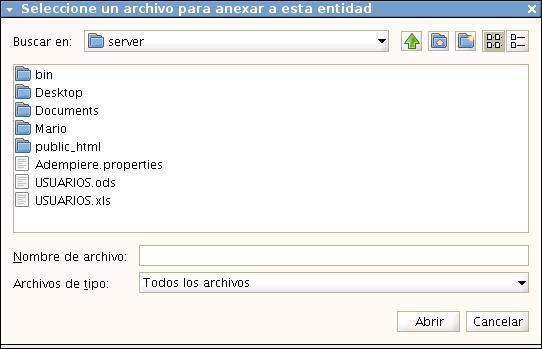 Seleccione un archivo para anexar a esta entidad
Buscar en: server
bin
Desktop
Documents
Mario
public_html
Adempiere.properties
USUARIOS.ods
USUARIOS.xls
Nombre de archivo:
Archivos de tipo: Todos los archivos
Abrir Cancelar